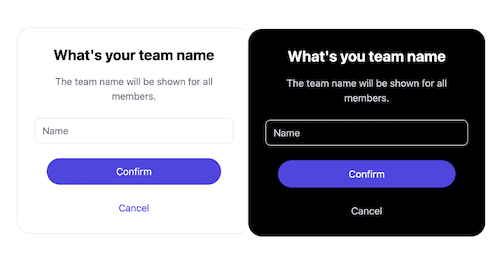 What's your team name
The team name will be shown for all
members.
Name
Confirm
Cancel
What's you team name
The team name will be shown for all
members.
Name
Confirm
Cancel